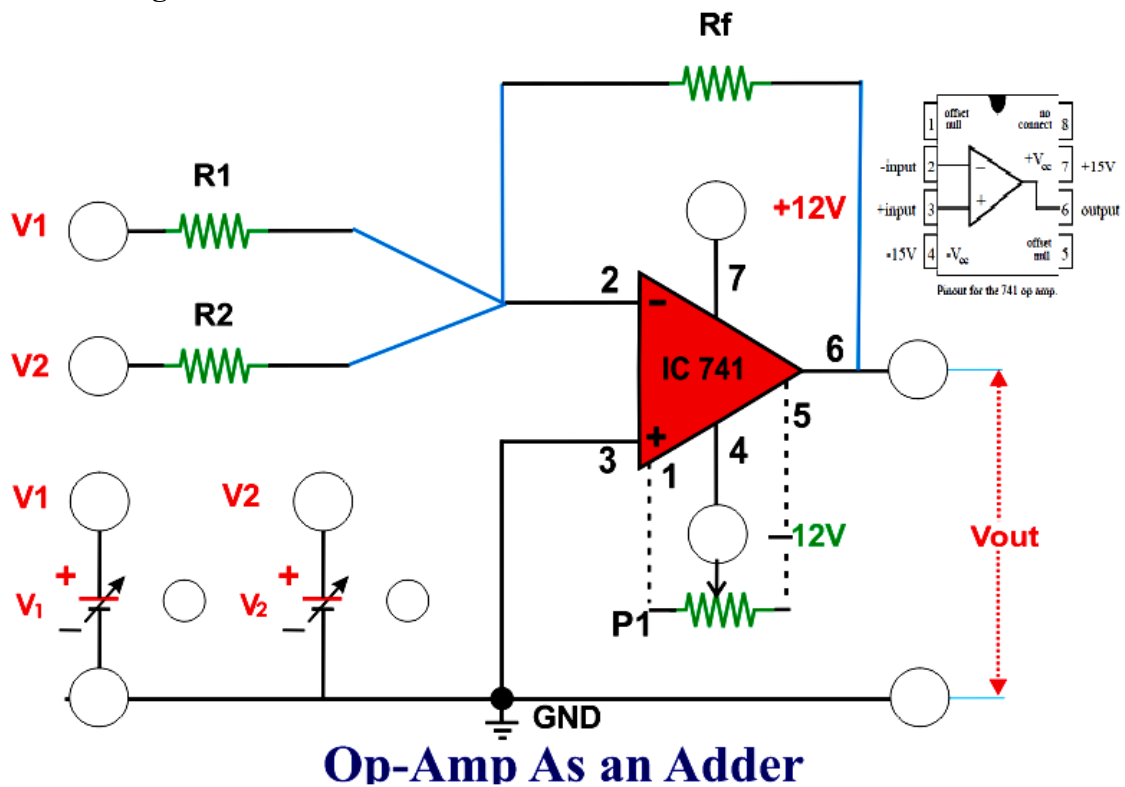 Rf
R1
V1
+12V
2
7
R2
V2
6
IC 741
5
3
1
4
V1
V2
12V
Vout
V1
V2
P1
GND
Op-Amp As an Adder
offset null
no connect
1
8
-input
2
+Vcc
7
+15V
+input
3
6
output
-15V
4
-Vcc
offset null
5
Pinout for the 741 op amp.